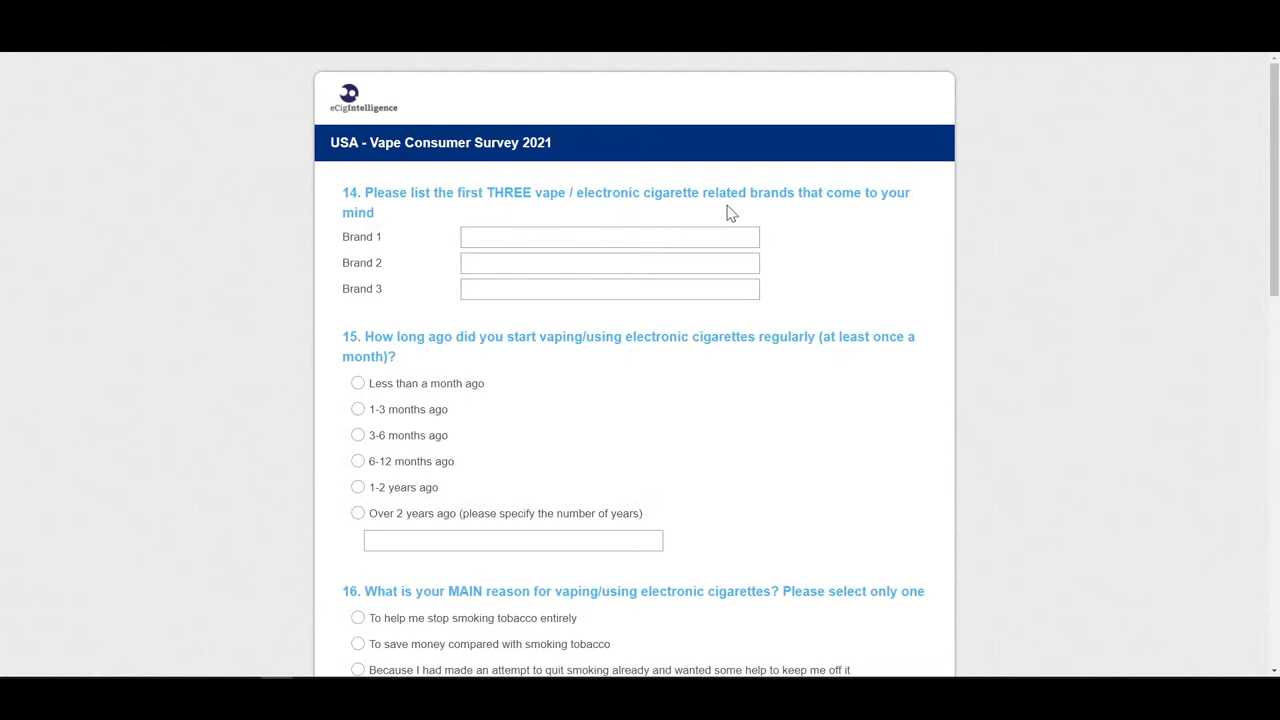 eCigIntelligence
USA - Vape Consumer Survey 2021
14. Please list the first THREE vape / electronic cigarette related brands that come to your
mind
Brand 1
Brand 2
Brand 3
15. How long ago did you start vaping/using electronic cigarettes regularly (at least once a
month)?
Less than a month ago
1-3 months ago
3-6 months ago
6-12 months ago
1-2 years ago
Over 2 years ago (please specify the number of years)
16. What is your MAIN reason for vaping/using electronic cigarettes? Please select only one
To help me stop smoking tobacco entirely
To save money compared with smoking tobacco
Because I had made an attempt to quit smoking already and wanted some help to keep me off it